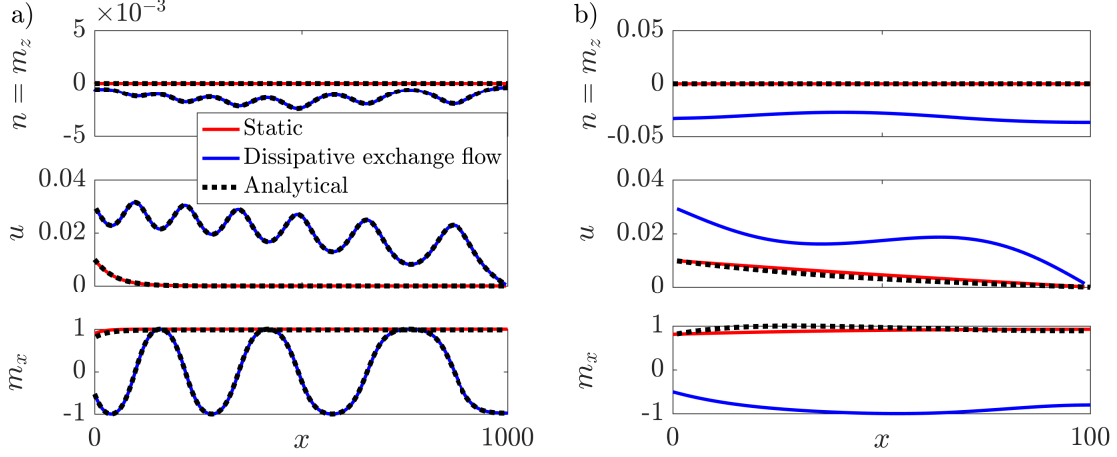 a)
×10⁻³
n = m_z
5
0
-5
Static
Dissipative exchange flow
Analytical
u
0.04
0.02
0
m_x
1
0
-1
0
x
1000
b)
n = m_z
0.05
0
-0.05
u
0.04
0.02
0
m_x
1
0
-1
0
x
100